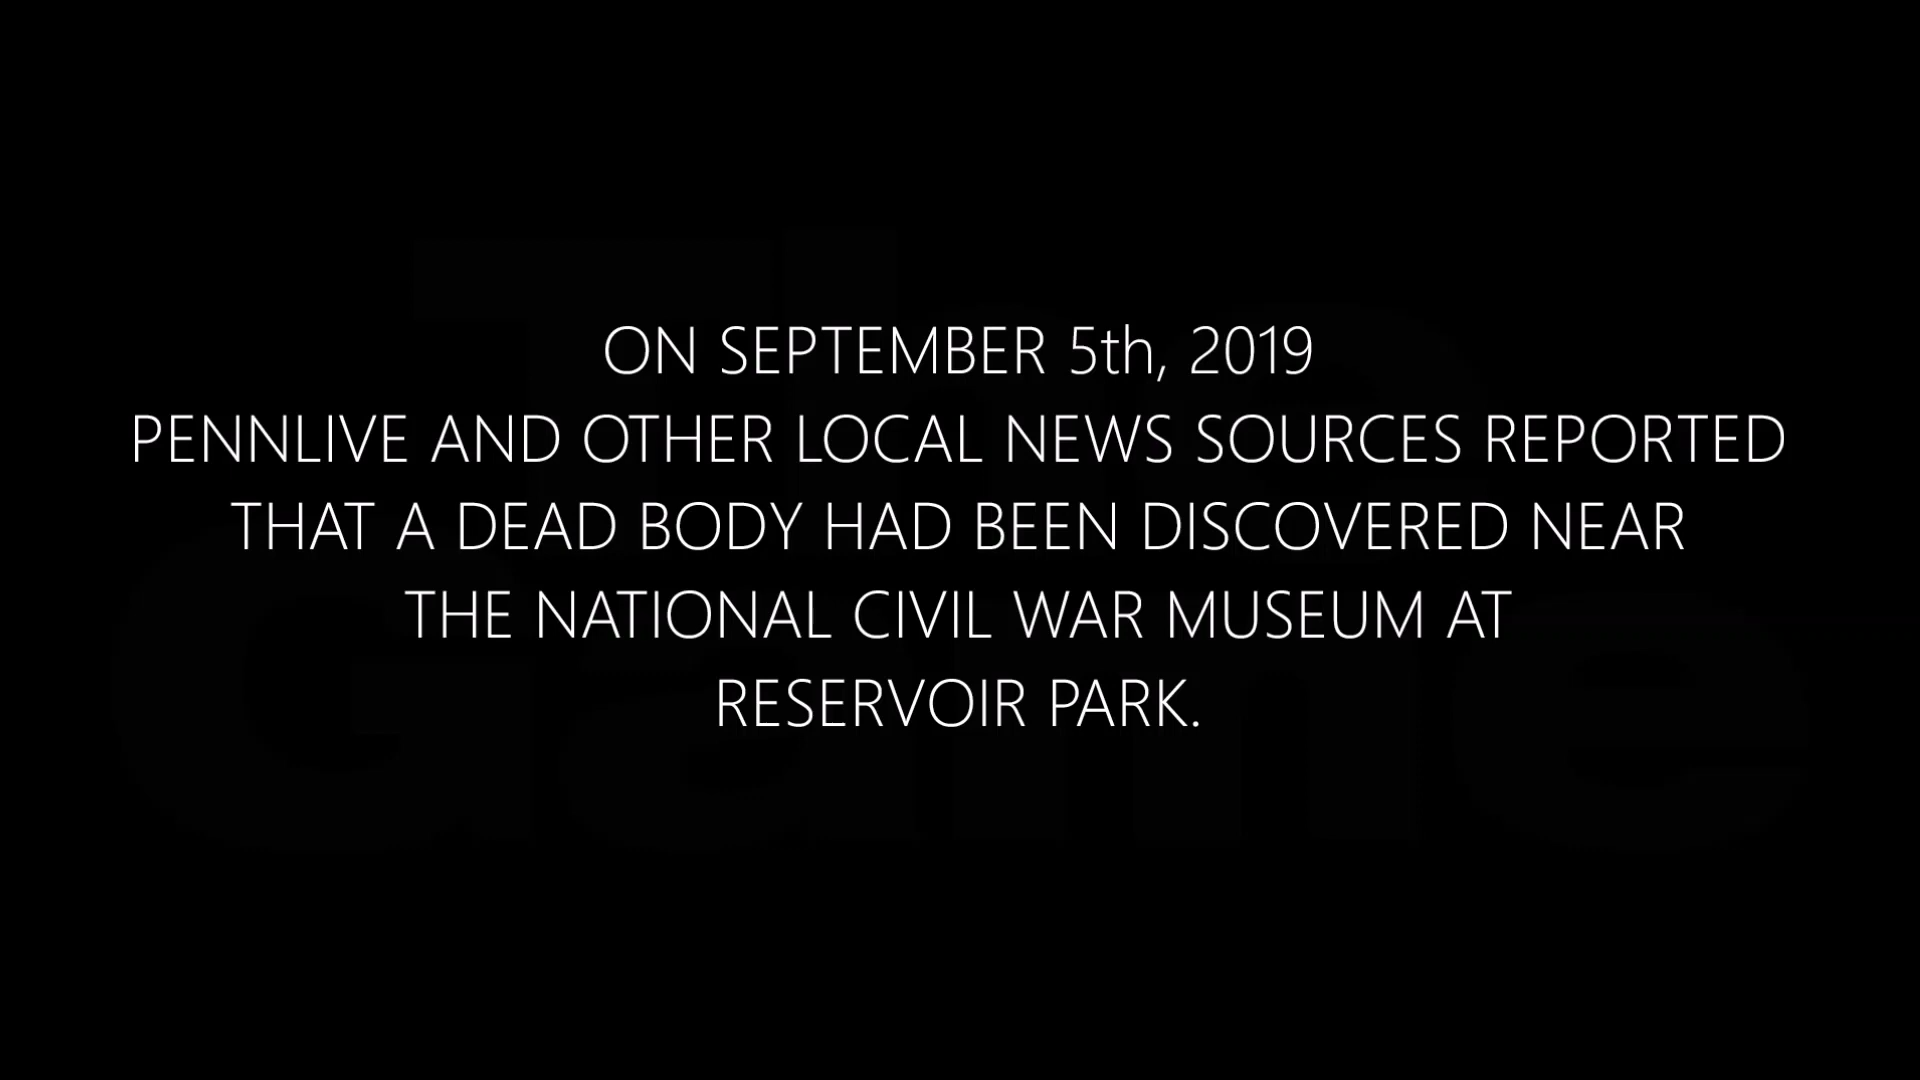 ON SEPTEMBER 5th, 2019
PENNLIVE AND OTHER LOCAL NEWS SOURCES REPORTED
THAT A DEAD BODY HAD BEEN DISCOVERED NEAR
THE NATIONAL CIVIL WAR MUSEUM AT
RESERVOIR PARK.